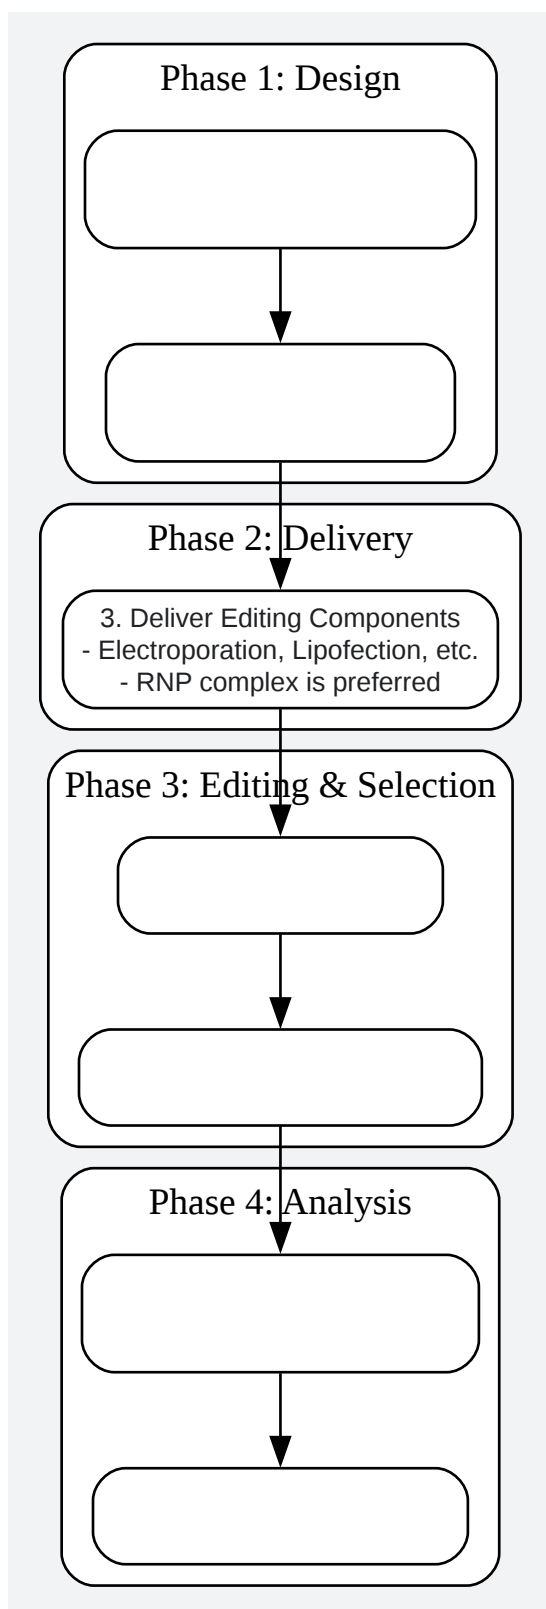 Phase 1: Design
Phase 2: Delivery
3. Deliver Editing Components
- Electroporation, Lipofection, etc.
- RNP complex is preferred
Phase 3: Editing & Selection
Phase 4: Analysis